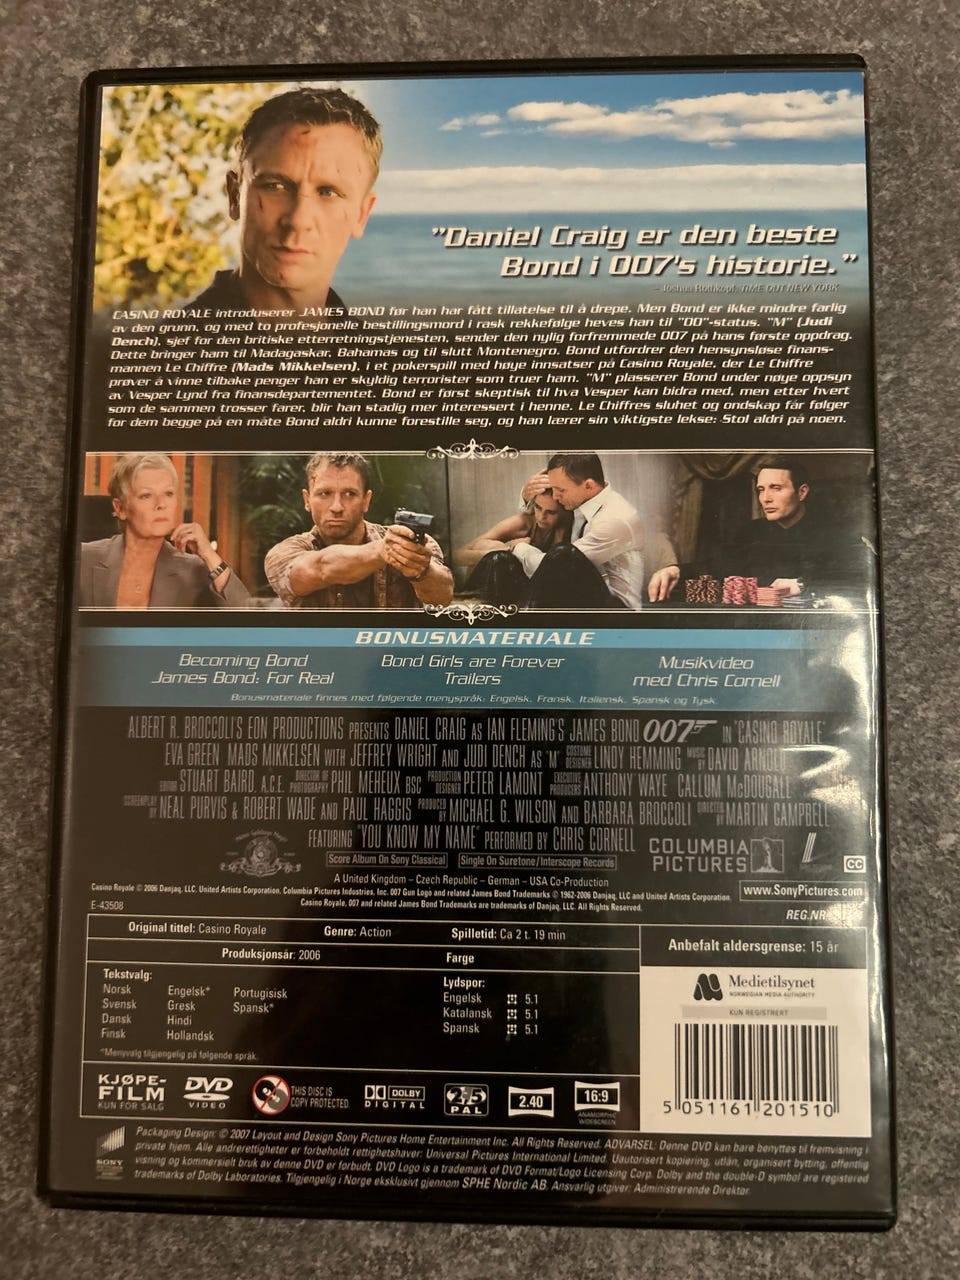 "Daniel Craig er den beste
Bond i 007's historie."
– Joshua Rothkopf, TIME OUT NEW YORK
CASINO ROYALE introduserer JAMES BOND før han har fått tillatelse til å drepe. Men Bond er ikke mindre farlig
av den grunn, og med to profesjonelle bestillingsmord i rask rekkefølge heves han til "00"-status. "M" (Judi
Dench), sjef for den britiske etterretningstjenesten, sender den nylig forfremmede 007 på hans første oppdrag.
Dette bringer ham til Madagaskar, Bahamas og til slutt Montenegro. Bond utfordrer den hensynsløse finans-
mannen Le Chiffre (Mads Mikkelsen), i et pokerspill med høye innsatser på Casino Royale, der Le Chiffre
prøver å vinne tilbake penger han er skyldig terrorister som truer ham. "M" plasserer Bond under nøye oppsyn
av Vesper Lynd fra finansdepartementet. Bond er først skeptisk til hva Vesper kan bidra med, men etter hvert
som de sammen trosser farer, blir han stadig mer interessert i henne. Le Chiffres sluhet og ondskap får følger
for dem begge på en måte Bond aldri kunne forestille seg, og han lærer sin viktigste lekse: Stol aldri på noen.
BONUSMATERIALE
Becoming Bond
James Bond: For Real
Bond Girls are Forever
Trailers
Musikvideo
med Chris Cornell
Bonusmateriale finnes med følgende menyspråk: Engelsk, Fransk, Italiensk, Spansk og Tysk.
ALBERT R. BROCCOLI'S EON PRODUCTIONS PRESENTS DANIEL CRAIG AS IAN FLEMING'S JAMES BOND 007 IN "CASINO ROYALE"
EVA GREEN MADS MIKKELSEN WITH JEFFREY WRIGHT AND JUDI DENCH AS 'M' COSTUME DESIGNER LINDY HEMMING MUSIC BY DAVID ARNOLD
EDITOR STUART BAIRD, A.C.E. DIRECTOR OF PHOTOGRAPHY PHIL MEHEUX BSC PRODUCTION DESIGNER PETER LAMONT EXECUTIVE PRODUCERS ANTHONY WAYE CALLUM McDOUGALL
SCREENPLAY BY NEAL PURVIS & ROBERT WADE AND PAUL HAGGIS PRODUCED BY MICHAEL G. WILSON AND BARBARA BROCCOLI DIRECTED BY MARTIN CAMPBELL
FEATURING "YOU KNOW MY NAME" PERFORMED BY CHRIS CORNELL
Score Album On Sony Classical Single On Suretone/Interscope Records
COLUMBIA
PICTURES
CC
A United Kingdom – Czech Republic – German – USA Co-Production
www.SonyPictures.com
Casino Royale © 2006 Danjaq, LLC, United Artists Corporation, Columbia Pictures Industries, Inc. 007 Gun Logo and related James Bond Trademarks © 1962-2006 Danjaq, LLC and United Artists Corporation.
Casino Royale, 007 and related James Bond Trademarks are trademarks of Danjaq, LLC. All Rights Reserved.
E-43508
REG.NR
Original tittel: Casino Royale Genre: Action Spilletid: Ca 2 t. 19 min
Produksjonsår: 2006 Farge
Anbefalt aldersgrense: 15 år
Tekstvalg:
Norsk Engelsk* Portugisisk
Svensk Gresk Spansk*
Dansk Hindi
Finsk Hollandsk
*Menyvalg tilgjengelig på følgende språk.
Lydspor:
Engelsk 5.1
Katalansk 5.1
Spansk 5.1
Medietilsynet
NORWEGIAN MEDIA AUTHORITY
KUN REGISTRERT
5 051161 201510
KJØPE-
FILM
KUN FOR SALG
DVD
VIDEO
THIS DISC IS
COPY PROTECTED.
DOLBY
DIGITAL
2,5
PAL
2.40
16:9
ANAMORPHIC
WIDESCREEN
SONY
Packaging Design: © 2007 Layout and Design Sony Pictures Home Entertainment Inc. All Rights Reserved. ADVARSEL: Denne DVD kan bare benyttes til fremvisning i
private hjem. Alle andrerettigheter er forbeholdt rettighetshaver: Universal Pictures International Limited. Uautorisert kopiering, utlån, organisert bytting, offentlig
visning og kommersielt bruk av denne DVD er forbudt. DVD Logo is a trademark of DVD Format/Logo Licensing Corp. Dolby and the double-D symbol are registered
trademarks of Dolby Laboratories. Tilgjengelig i Norge eksklusivt gjennom SPHE Nordic AB. Ansvarlig utgiver: Administrerende Direktør.